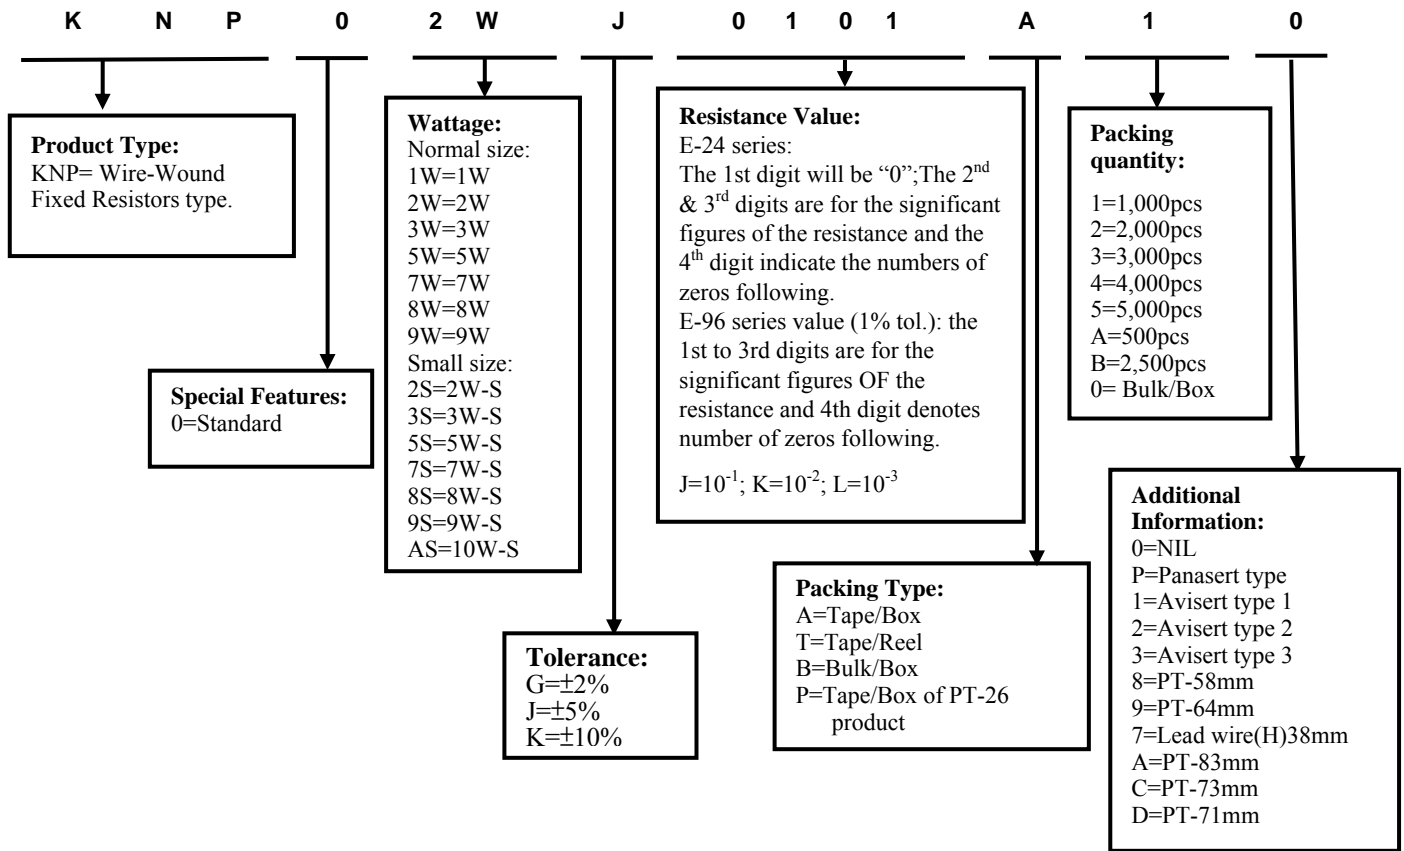 K N P 0 2 W J 0 1 0 1 A 1 0
Product Type:
KNP= Wire-Wound
Fixed Resistors type.
Special Features:
0=Standard
Wattage:
Normal size:
1W=1W
2W=2W
3W=3W
5W=5W
7W=7W
8W=8W
9W=9W
Small size:
2S=2W-S
3S=3W-S
5S=5W-S
7S=7W-S
8S=8W-S
9S=9W-S
AS=10W-S
Tolerance:
G=±2%
J=±5%
K=±10%
Resistance Value:
E-24 series:
The 1st digit will be “0”;The 2nd
& 3rd digits are for the significant
figures of the resistance and the
4th digit indicate the numbers of
zeros following.
E-96 series value (1% tol.): the
1st to 3rd digits are for the
significant figures OF the
resistance and 4th digit denotes
number of zeros following.
J=10-1; K=10-2; L=10-3
Packing Type:
A=Tape/Box
T=Tape/Reel
B=Bulk/Box
P=Tape/Box of PT-26
product
Packing
quantity:
1=1,000pcs
2=2,000pcs
3=3,000pcs
4=4,000pcs
5=5,000pcs
A=500pcs
B=2,500pcs
0= Bulk/Box
Additional
Information:
0=NIL
P=Panasert type
1=Avisert type 1
2=Avisert type 2
3=Avisert type 3
8=PT-58mm
9=PT-64mm
7=Lead wire(H)38mm
A=PT-83mm
C=PT-73mm
D=PT-71mm